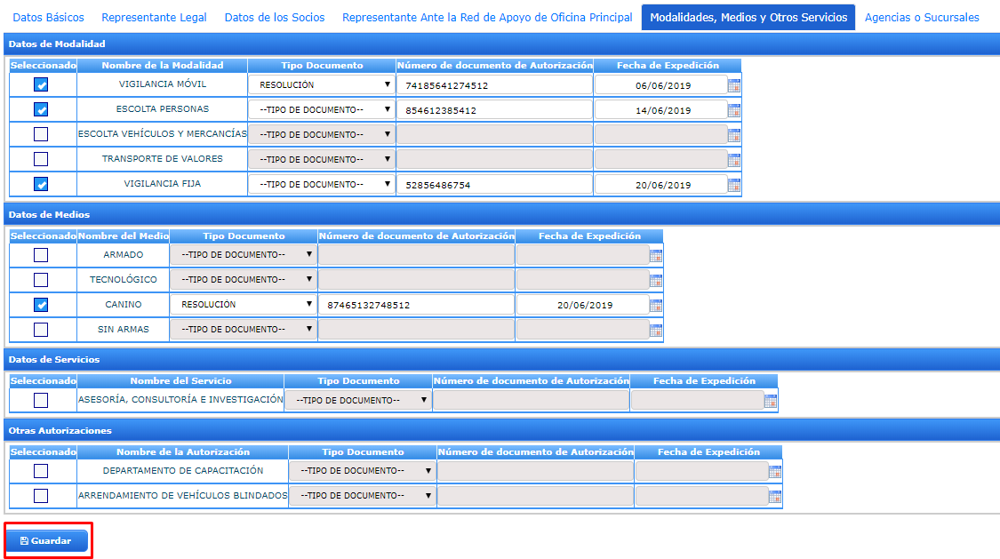 Datos Básicos Representante Legal Datos de los Socios Representante Ante la Red de Apoyo de Oficina Principal Modalidades, Medios y Otros Servicios Agencias o Sucursales
Datos de Modalidad
Seleccionado Nombre de la Modalidad Tipo Documento Número de documento de Autorización Fecha de Expedición
VIGILANCIA MÓVIL RESOLUCIÓN 74185641274512 06/06/2019
ESCOLTA PERSONAS --TIPO DE DOCUMENTO-- 854612385412 14/06/2019
ESCOLTA VEHÍCULOS Y MERCANCÍAS --TIPO DE DOCUMENTO--
TRANSPORTE DE VALORES --TIPO DE DOCUMENTO--
VIGILANCIA FIJA --TIPO DE DOCUMENTO-- 52856486754 20/06/2019
Datos de Medios
Seleccionado Nombre del Medio Tipo Documento Número de documento de Autorización Fecha de Expedición
ARMADO --TIPO DE DOCUMENTO--
TECNOLÓGICO --TIPO DE DOCUMENTO--
CANINO RESOLUCIÓN 87465132748512 20/06/2019
SIN ARMAS --TIPO DE DOCUMENTO--
Datos de Servicios
Seleccionado Nombre del Servicio Tipo Documento Número de documento de Autorización Fecha de Expedición
ASESORÍA, CONSULTORÍA E INVESTIGACIÓN --TIPO DE DOCUMENTO--
Otras Autorizaciones
Seleccionado Nombre de la Autorización Tipo Documento Número de documento de Autorización Fecha de Expedición
DEPARTAMENTO DE CAPACITACIÓN --TIPO DE DOCUMENTO--
ARRENDAMIENTO DE VEHÍCULOS BLINDADOS --TIPO DE DOCUMENTO--
Guardar